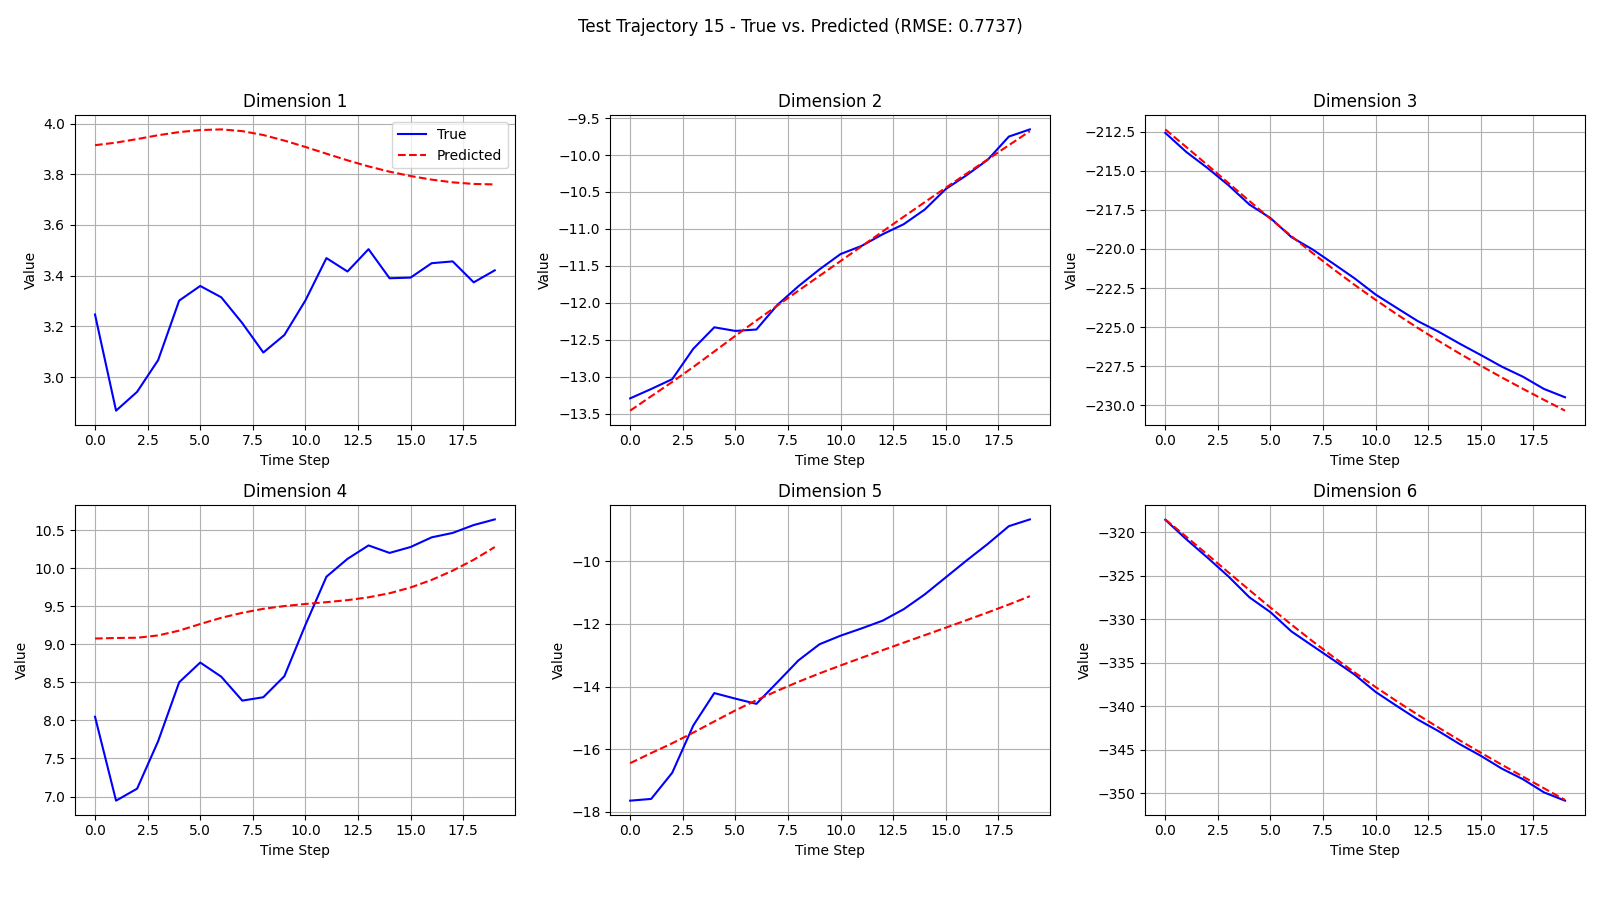 Test Trajectory 15 - True vs. Predicted (RMSE: 0.7737)
Dimension 1
Value
4.0
3.8
3.6
3.4
3.2
3.0
True
Predicted
0.0 2.5 5.0 7.5 10.0 12.5 15.0 17.5
Time Step
Dimension 2
Value
−9.5
−10.0
−10.5
−11.0
−11.5
−12.0
−12.5
−13.0
−13.5
0.0 2.5 5.0 7.5 10.0 12.5 15.0 17.5
Time Step
Dimension 3
Value
−212.5
−215.0
−217.5
−220.0
−222.5
−225.0
−227.5
−230.0
0.0 2.5 5.0 7.5 10.0 12.5 15.0 17.5
Time Step
Dimension 4
Value
10.5
10.0
9.5
9.0
8.5
8.0
7.5
7.0
0.0 2.5 5.0 7.5 10.0 12.5 15.0 17.5
Time Step
Dimension 5
Value
−10
−12
−14
−16
−18
0.0 2.5 5.0 7.5 10.0 12.5 15.0 17.5
Time Step
Dimension 6
Value
−320
−325
−330
−335
−340
−345
−350
0.0 2.5 5.0 7.5 10.0 12.5 15.0 17.5
Time Step